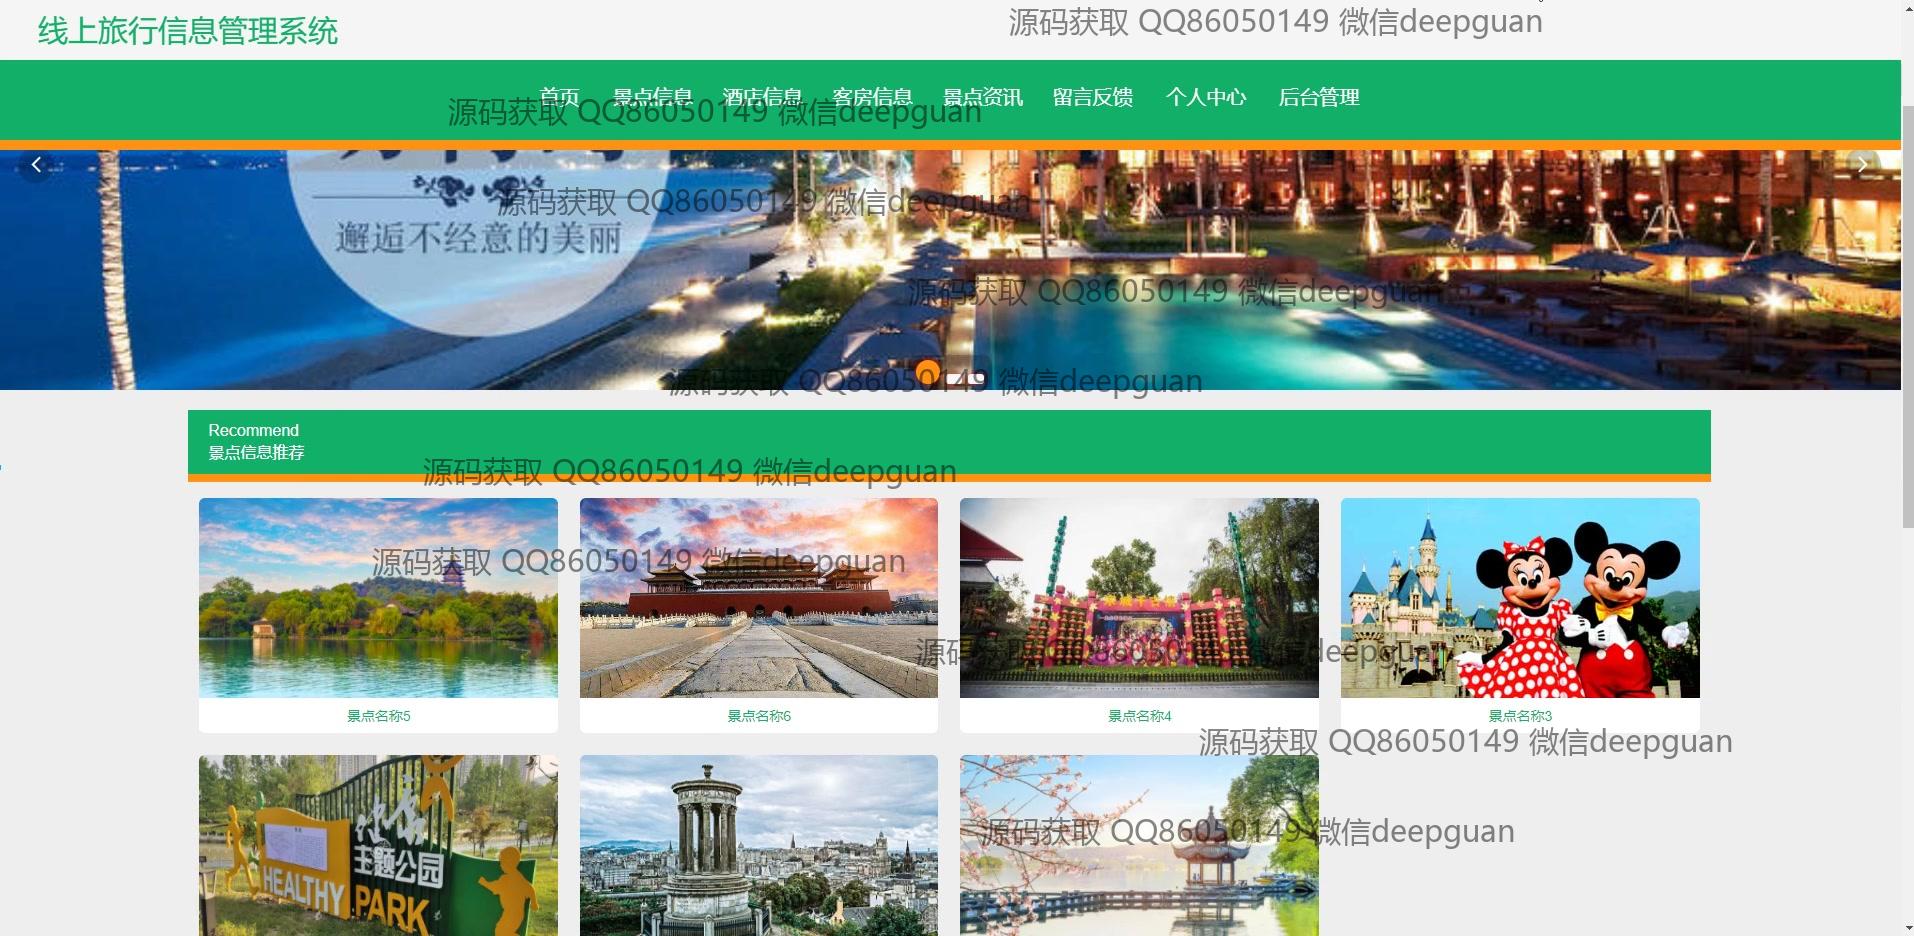 线上旅行信息管理系统
源码获取 QQ86050149 微信deepguan
首页 景点信息 酒店信息 客房信息 景点资讯 留言反馈 个人中心 后台管理
源码获取 QQ86050149 微信deepguan
源码获取 QQ86050149 微信deepguan
邂逅不经意的美丽
源码获取 QQ86050149 微信deepguan
源码获取 QQ86050149 微信deepguan
Recommend
景点信息推荐
源码获取 QQ86050149 微信deepguan
源码获取 QQ86050149 微信deepguan
源码获取 QQ86050149 微信deepguan
景点名称5
景点名称6
景点名称4
景点名称3
源码获取 QQ86050149 微信deepguan
源码获取 QQ86050149 微信deepguan
主题公园
HEALTHY PARK